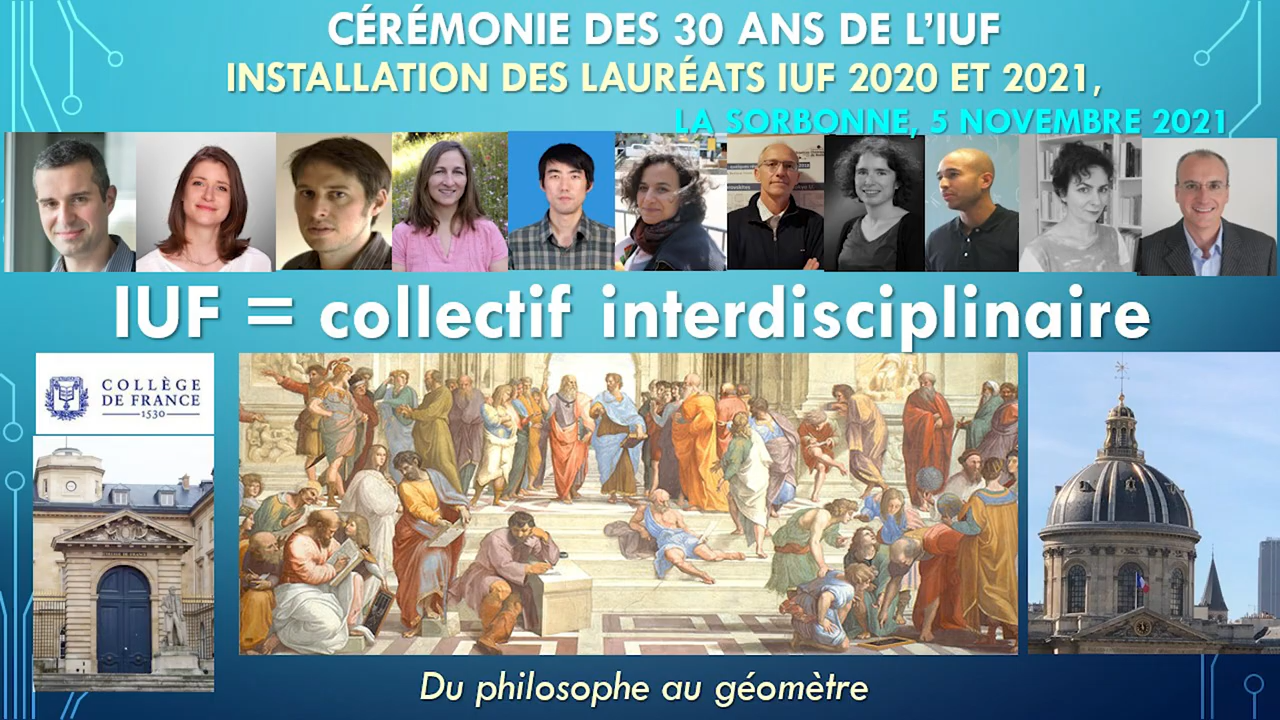 CÉRÉMONIE DES 30 ANS DE L'IUF
INSTALLATION DES LAURÉATS IUF 2020 ET 2021,
LA SORBONNE, 5 NOVEMBRE 2021
IUF = collectif interdisciplinaire
COLLÈGE
DE FRANCE
1530
Du philosophe au géomètre